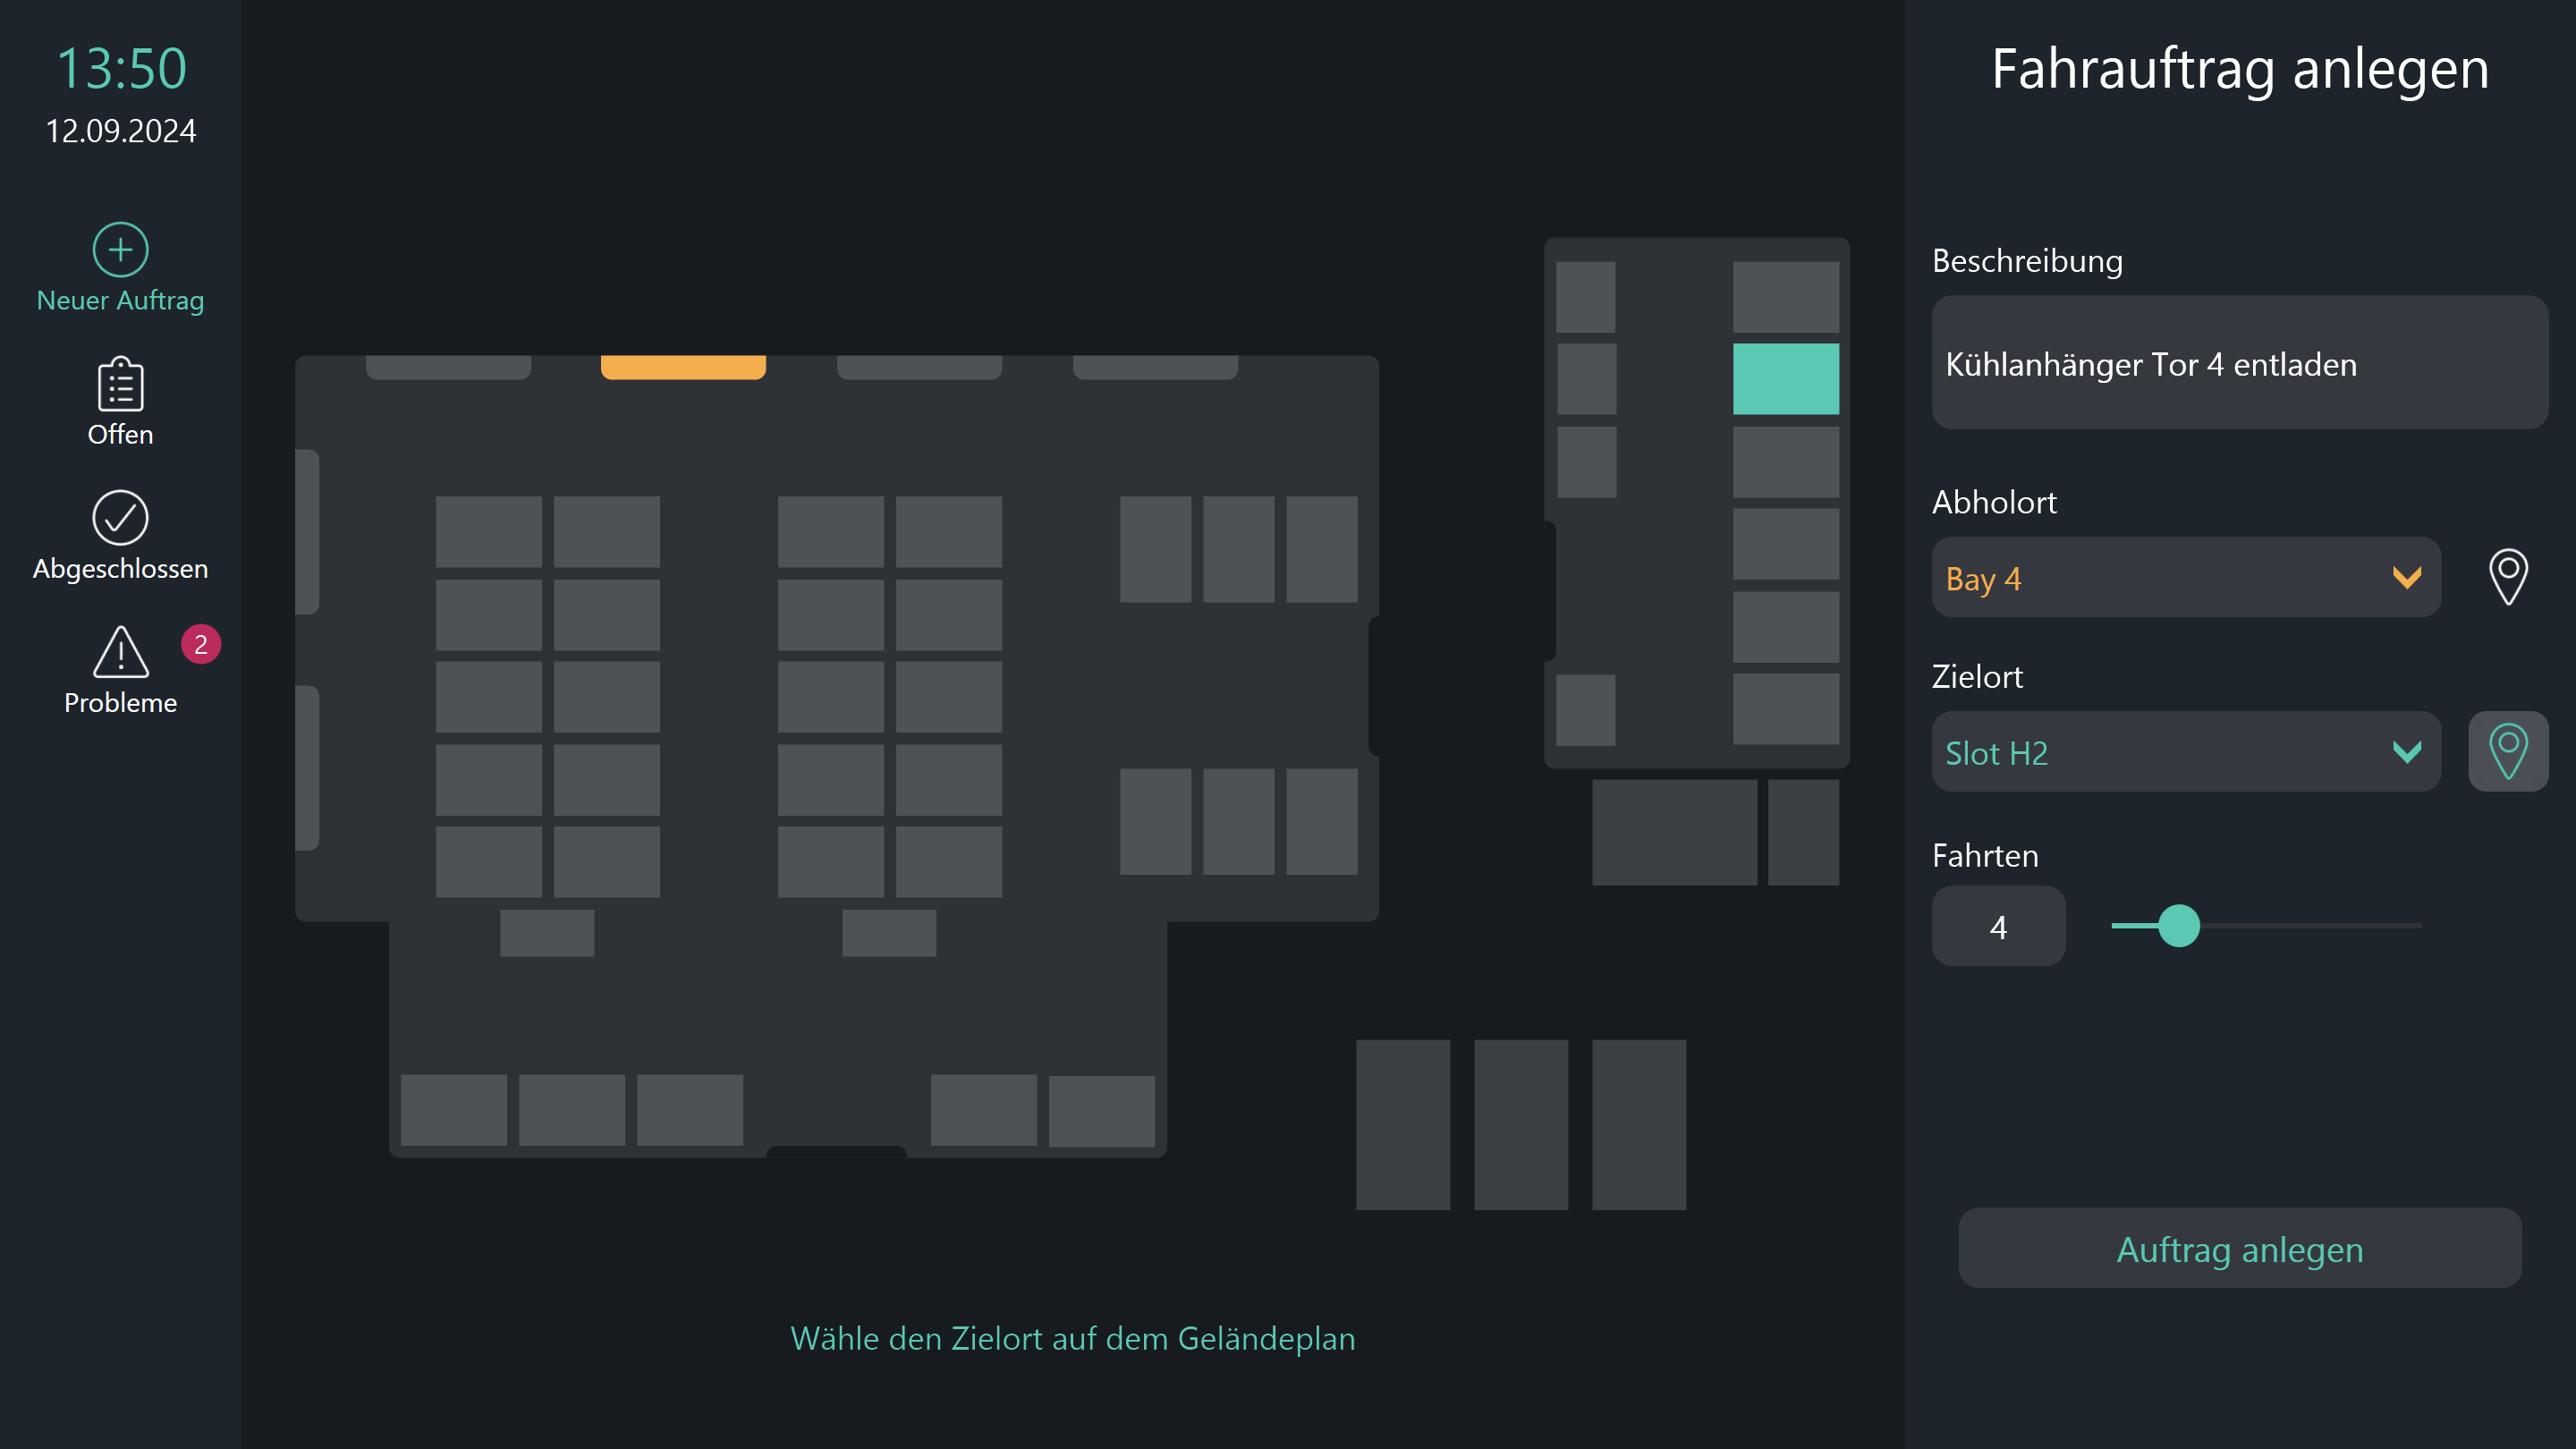 13:50
12.09.2024
Neuer Auftrag
Offen
Abgeschlossen
2
Probleme
Wähle den Zielort auf dem Geländeplan
Fahrauftrag anlegen
Beschreibung
Kühlanhänger Tor 4 entladen
Abholort
Bay 4
Zielort
Slot H2
Fahrten
4
Auftrag anlegen